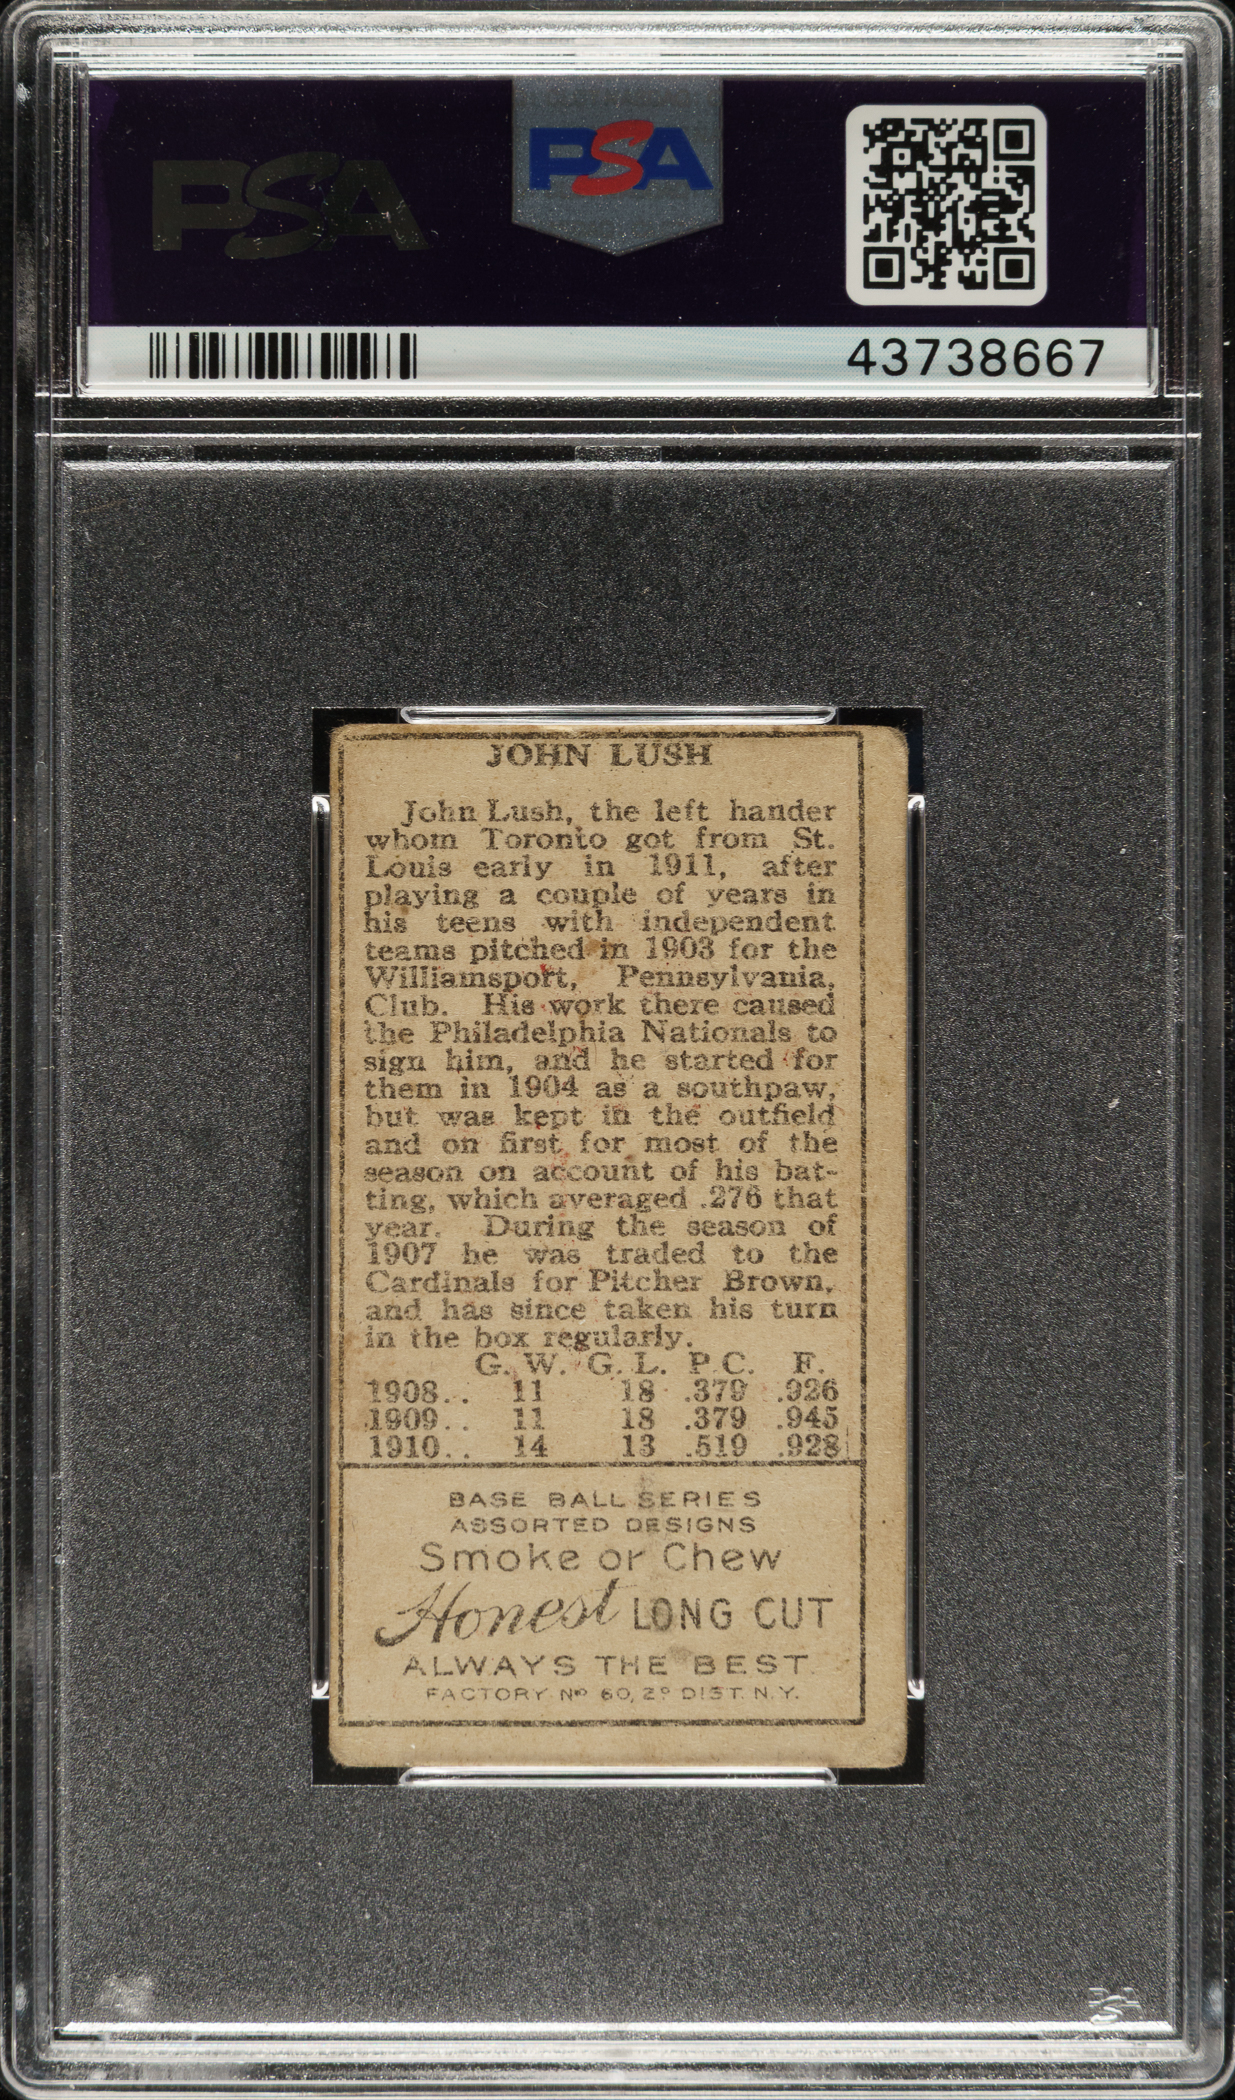 PSA
PSA
43738667
JOHN LUSH
John Lush, the left hander
whom Toronto got from St.
Louis early in 1911, after
playing a couple of years in
his teens with independent
teams pitched in 1903 for the
Williamsport, Pennsylvania,
Club. His work there caused
the Philadelphia Nationals to
sign him, and he started for
them in 1904 as a southpaw,
but was kept in the outfield
and on first for most of the
season on account of his bat-
ting, which averaged .276 that
year. During the season of
1907 he was traded to the
Cardinals for Pitcher Brown,
and has since taken his turn
in the box regularly.
G. W. G. L. P.C. F.
1908.. 11 18 .379 .926
1909.. 11 18 .379 .945
1910.. 14 13 .519 .928
BASE BALL SERIES
ASSORTED DESIGNS
Smoke or Chew
Honest LONG CUT
ALWAYS THE BEST.
FACTORY Nº 60, 2º DIST. N.Y.
PSA